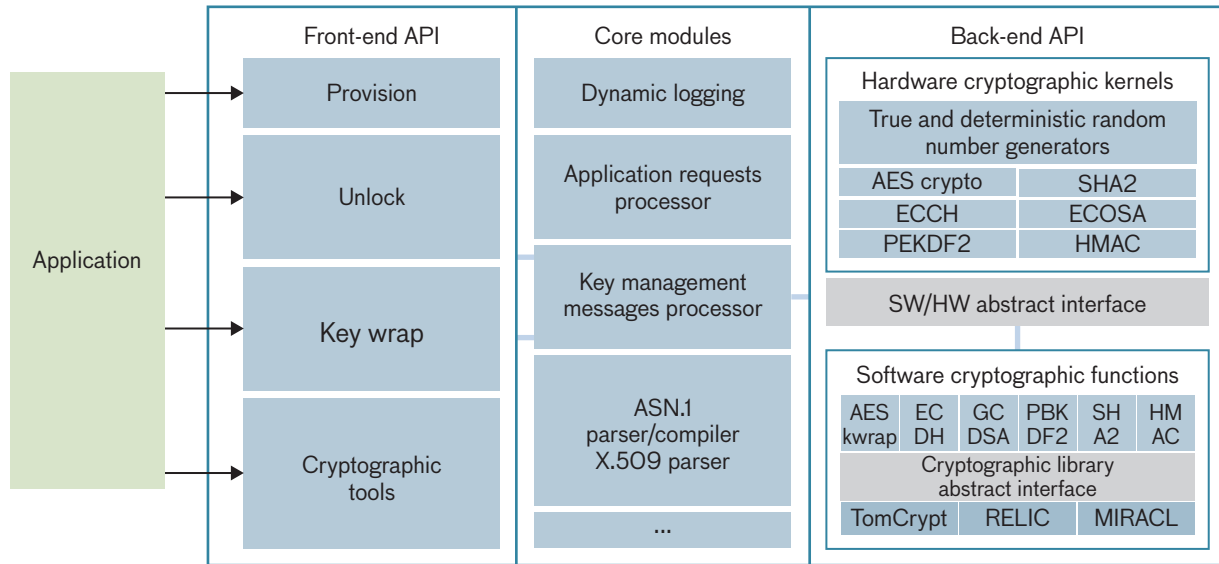 Front-end API
Core modules
Back-end API
Application
Provision
Unlock
Key wrap
Cryptographic
tools
Dynamic logging
Application requests
processor
Key management
messages processor
ASN.1
parser/compiler
X.509 parser
...
Hardware cryptographic kernels
True and deterministic random
number generators
AES crypto
SHA2
ECCH
ECOSA
PEKDF2
HMAC
SW/HW abstract interface
Software cryptographic functions
AES
kwrap
EC
DH
GC
DSA
PBK
DF2
SH
A2
HM
AC
Cryptographic library
abstract interface
TomCrypt
RELIC
MIRACL